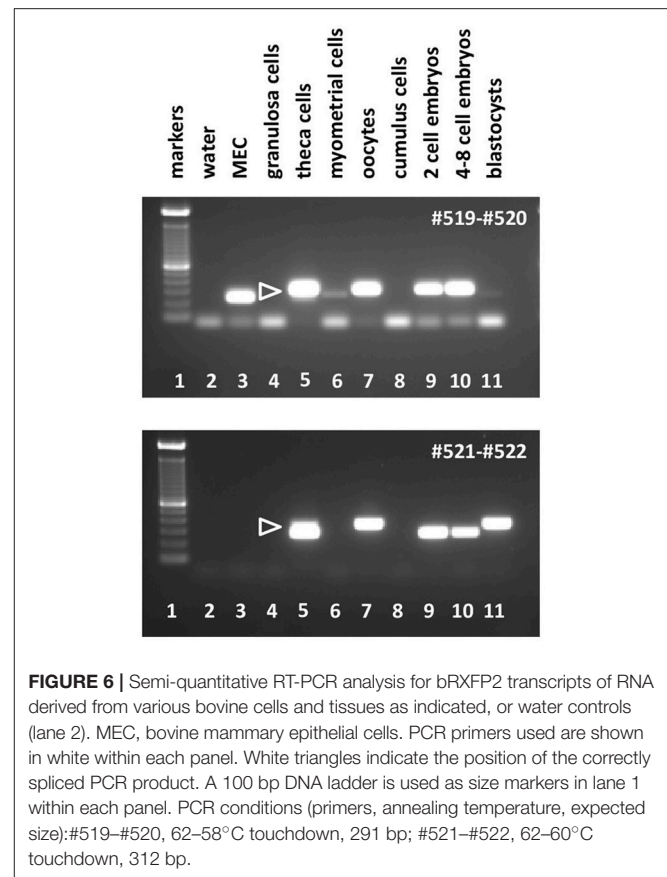 markers
water
MEC
granulosa cells
theca cells
myometrial cells
oocytes
cumulus cells
2 cell embryos
4-8 cell embryos
blastocysts
#519-#520
1 2 3 4 5 6 7 8 9 10 11
#521-#522
1 2 3 4 5 6 7 8 9 10 11
FIGURE 6 | Semi-quantitative RT-PCR analysis for bRXFP2 transcripts of RNA
derived from various bovine cells and tissues as indicated, or water controls
(lane 2). MEC, bovine mammary epithelial cells. PCR primers used are shown
in white within each panel. White triangles indicate the position of the correctly
spliced PCR product. A 100 bp DNA ladder is used as size markers in lane 1
within each panel. PCR conditions (primers, annealing temperature, expected
size):#519–#520, 62–58°C touchdown, 291 bp; #521–#522, 62–60°C
touchdown, 312 bp.